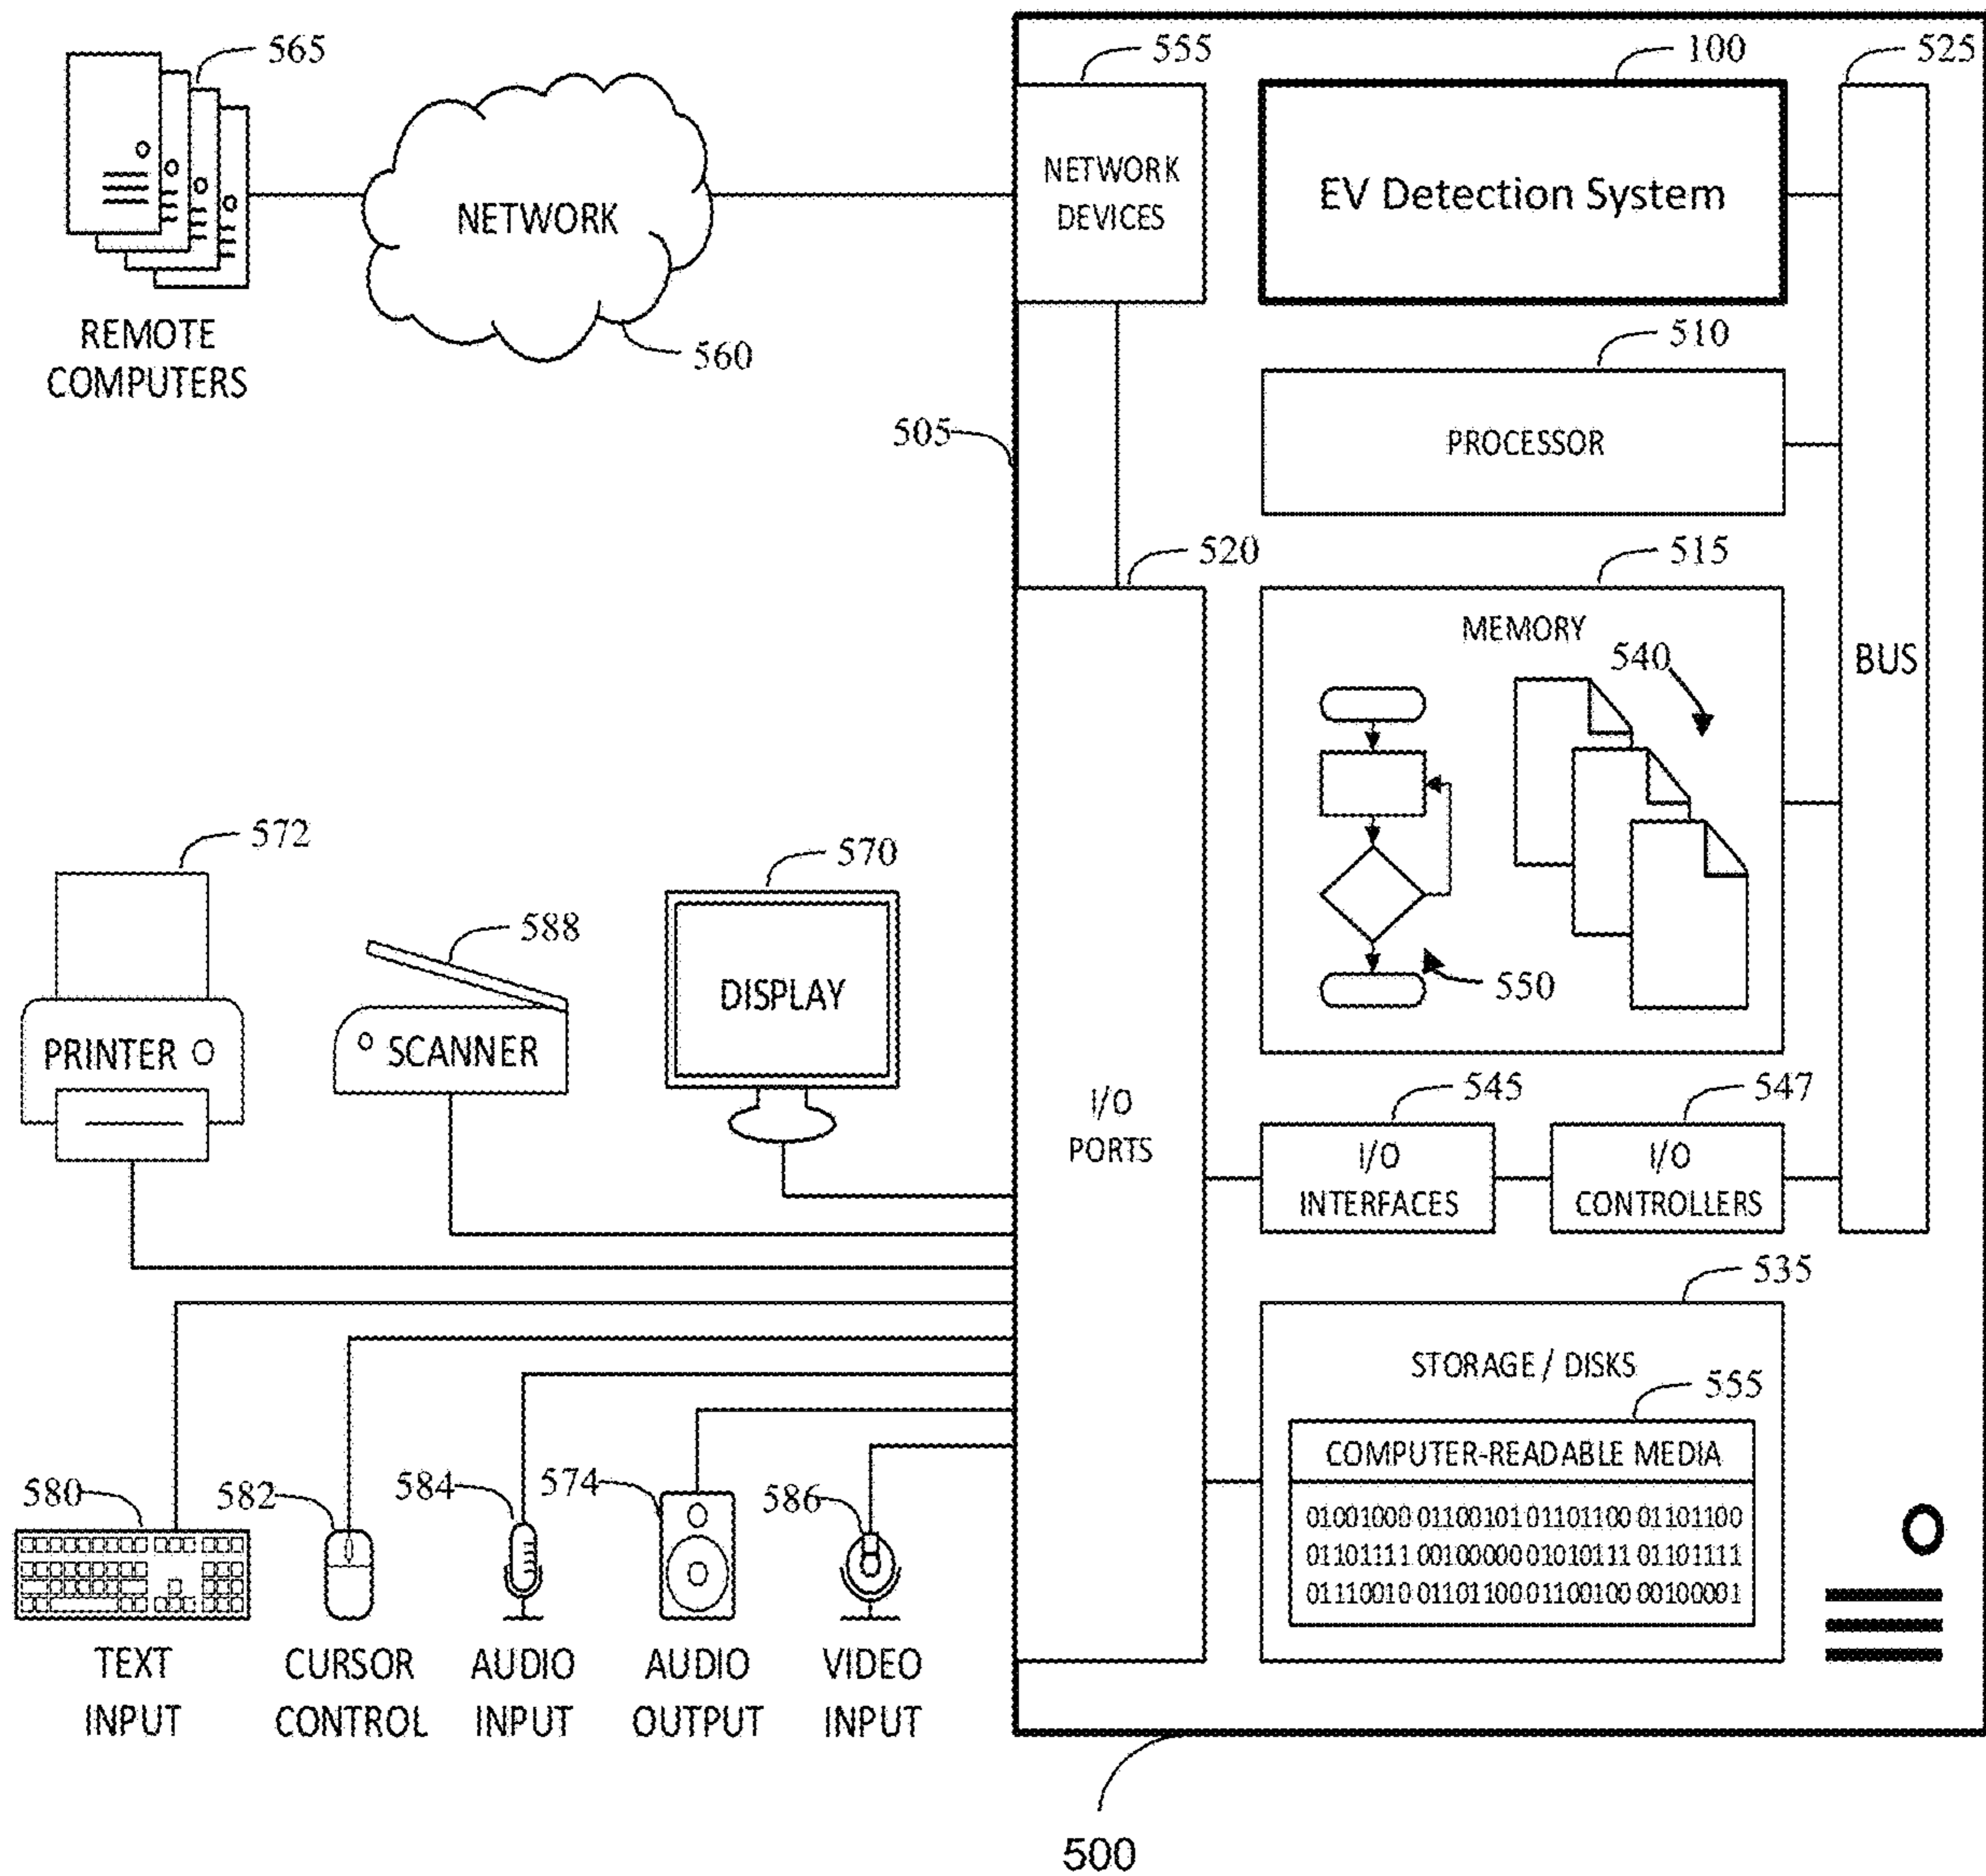 565
REMOTE
COMPUTERS
NETWORK
560
555
NETWORK
DEVICES
100
EV Detection System
525
BUS
505
510
PROCESSOR
520
I/O
PORTS
515
MEMORY
540
550
572
PRINTER
588
SCANNER
570
DISPLAY
545
I/O
INTERFACES
547
I/O
CONTROLLERS
535
STORAGE / DISKS
555
COMPUTER-READABLE MEDIA
01001000 01100101 01101100 01101100
01101111 00100000 01010111 01101111
01110010 01101100 01100100 00100001
580
TEXT
INPUT
582
CURSOR
CONTROL
584
AUDIO
INPUT
574
AUDIO
OUTPUT
586
VIDEO
INPUT
500